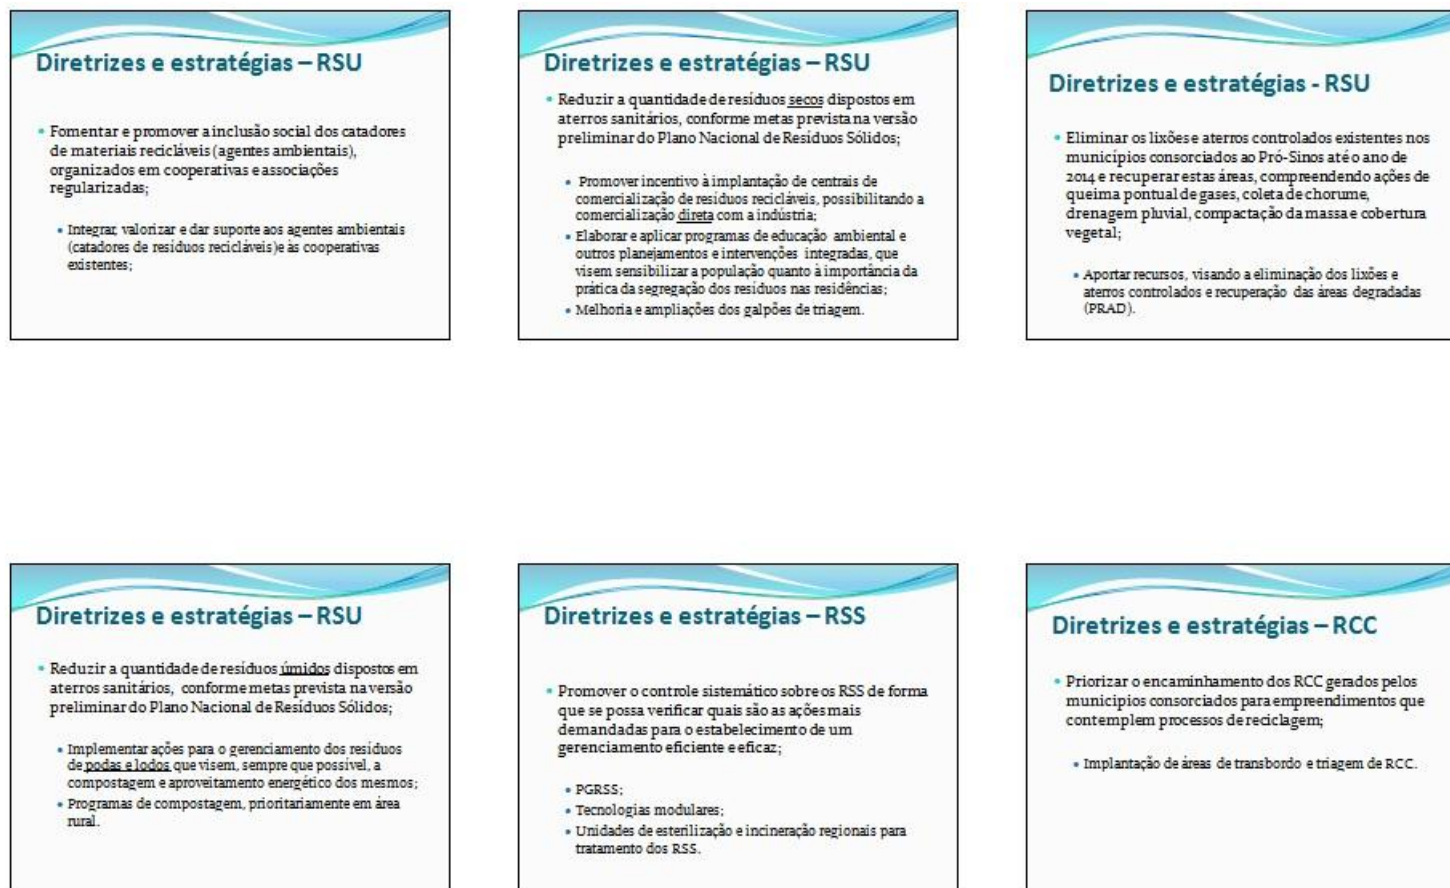 Diretrizes e estratégias – RSU
• Fomentar e promover a inclusão social dos catadores
de materiais recicláveis (agentes ambientais),
organizados em cooperativas e associações
regularizadas;
• Integrar, valorizar e dar suporte aos agentes ambientais
(catadores de resíduos recicláveis)e às cooperativas
existentes;
Diretrizes e estratégias – RSU
• Reduzir a quantidade de resíduos secos dispostos em
aterros sanitários, conforme metas prevista na versão
preliminar do Plano Nacional de Resíduos Sólidos;
• Promover incentivo à implantação de centrais de
comercialização de resíduos recicláveis, possibilitando a
comercialização direta com a indústria;
• Elaborar e aplicar programas de educação ambiental e
outros planejamentos e intervenções integradas, que
visem sensibilizar a população quanto à importância da
prática da segregação dos resíduos nas residências;
• Melhoria e ampliações dos galpões de triagem.
Diretrizes e estratégias - RSU
• Eliminar os lixões e aterros controlados existentes nos
municípios consorciados ao Pró-Sinos até o ano de
2014 e recuperar estas áreas, compreendendo ações de
queima pontual de gases, coleta de chorume,
drenagem pluvial, compactação da massa e cobertura
vegetal;
• Aportar recursos, visando a eliminação dos lixões e
aterros controlados e recuperação das áreas degradadas
(PRAD).
Diretrizes e estratégias – RSU
• Reduzir a quantidade de resíduos úmidos dispostos em
aterros sanitários, conforme metas prevista na versão
preliminar do Plano Nacional de Resíduos Sólidos;
• Implementar ações para o gerenciamento dos resíduos
de podas e lodos que visem, sempre que possível, a
compostagem e aproveitamento energético dos mesmos;
• Programas de compostagem, prioritariamente em área
rural.
Diretrizes e estratégias – RSS
• Promover o controle sistemático sobre os RSS de forma
que se possa verificar quais são as ações mais
demandadas para o estabelecimento de um
gerenciamento eficiente e eficaz;
• PGRSS;
• Tecnologias modulares;
• Unidades de esterilização e incineração regionais para
tratamento dos RSS.
Diretrizes e estratégias – RCC
• Priorizar o encaminhamento dos RCC gerados pelos
municipios consorciados para empreendimentos que
contemplem processos de reciclagem;
• Implantação de áreas de transbordo e triagem de RCC.